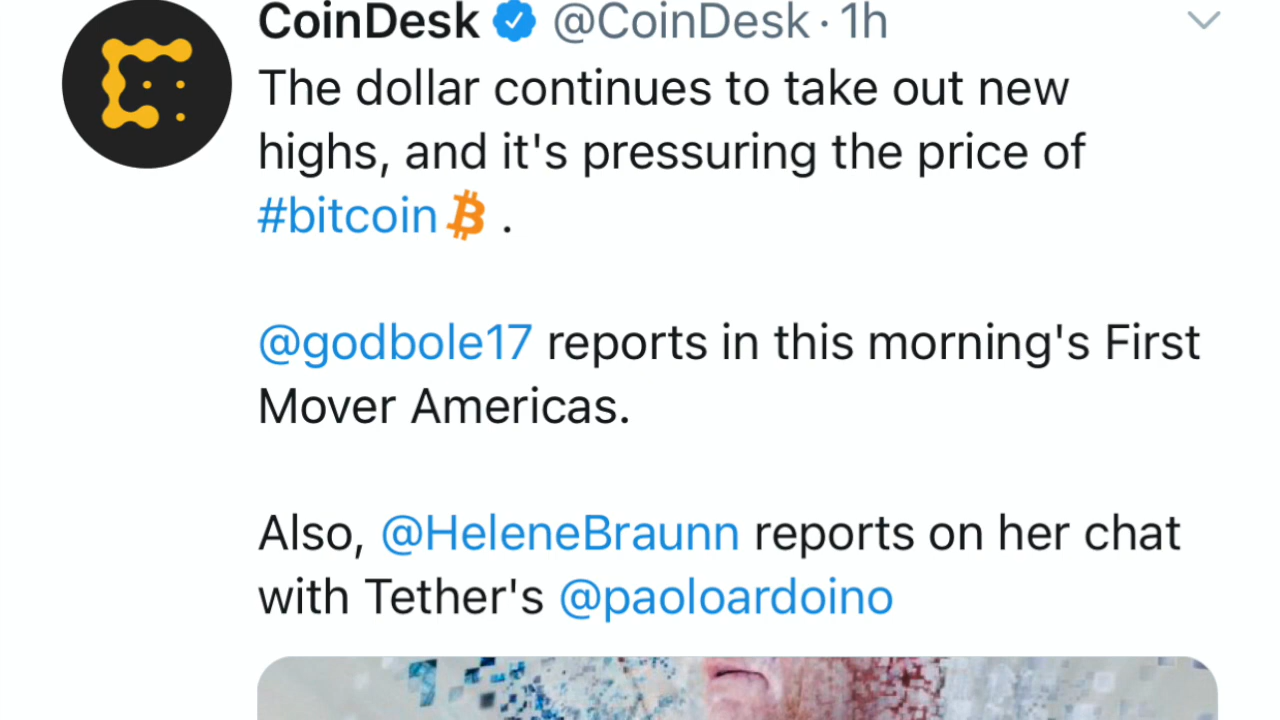 CoinDesk @CoinDesk · 1h
The dollar continues to take out new
highs, and it's pressuring the price of
#bitcoin₿ .
@godbole17 reports in this morning's First
Mover Americas.
Also, @HeleneBraunn reports on her chat
with Tether's @paoloardoino